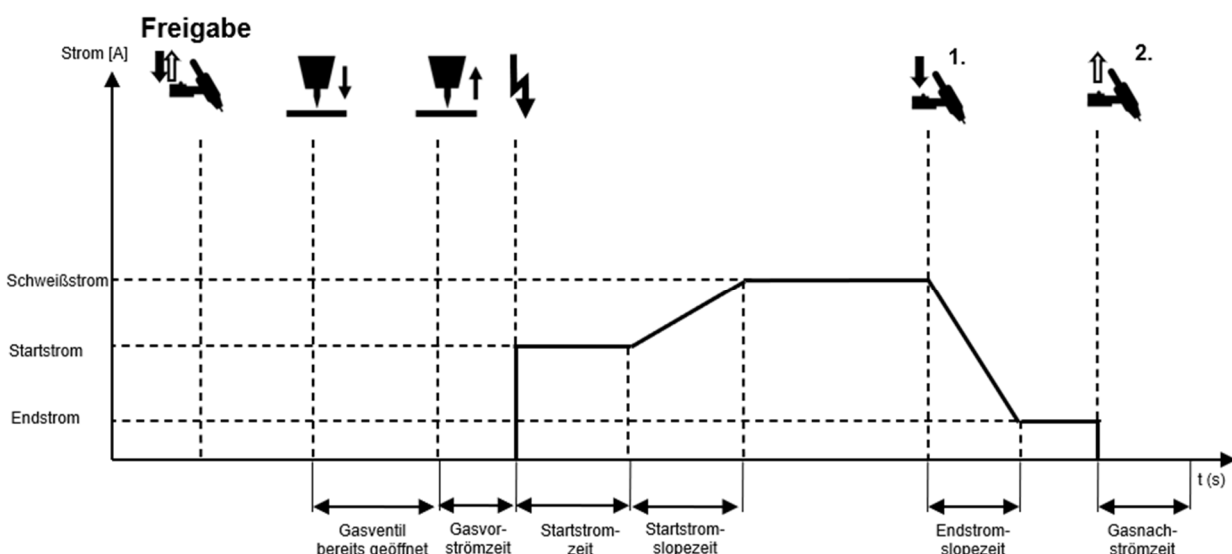 Freigabe
Strom [A]
1.
2.
Schweißstrom
Startstrom
Endstrom
t (s)
Gasventil
bereits geöffnet
Gasvor-
strömzeit
Startstrom-
zeit
Startstrom-
slopezeit
Endstrom-
slopezeit
Gasnach-
strömzeit